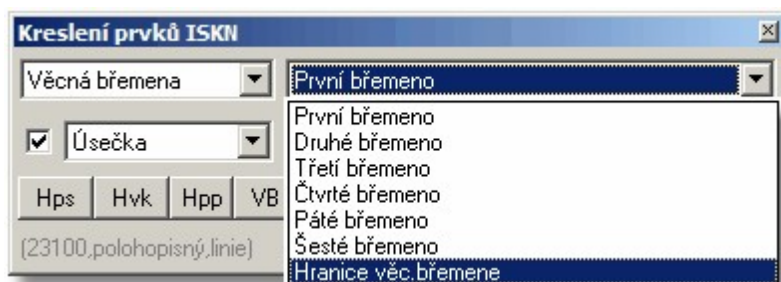 Kreslení prvků ISKN
Věcná břemena První břemeno
První břemeno
Druhé břemeno
Úsečka
Třetí břemeno
Čtvrté břemeno
Hps Hvk Hpp VB
Páté břemeno
Šesté břemeno
(23100,polohopisný,linie)
Hranice věc.břemene